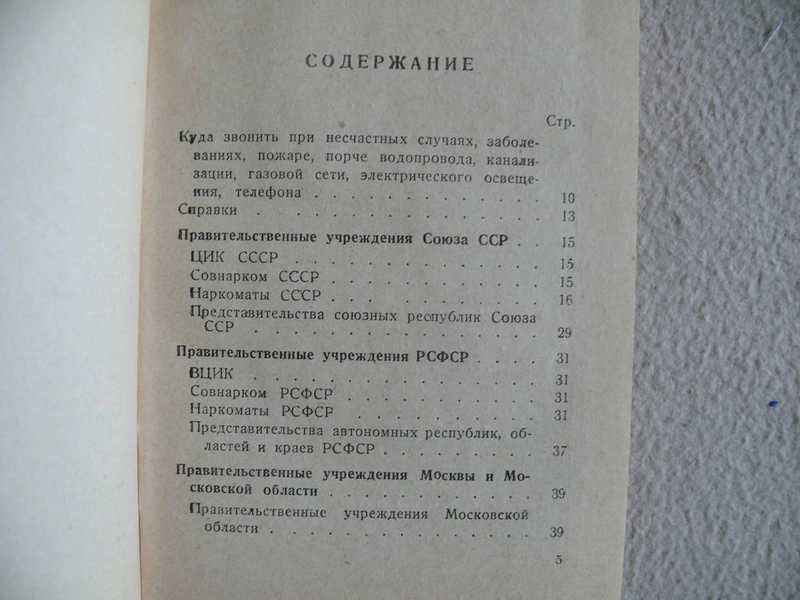 СОДЕРЖАНИЕ
Стр.
Куда звонить при несчастных случаях, заболе-
ваниях, пожаре, порче водопровода, канали-
зации, газовой сети, электрического освеще-
ния, телефона . . . . . . . . . . . . . 10
Справки . . . . . . . . . . . . . . . 13
Правительственные учреждения Союза ССР . . 15
ЦИК СССР . . . . . . . . . . . . . . 15
Совнарком СССР . . . . . . . . . . . . 15
Наркоматы СССР . . . . . . . . . . . 16
Представительства союзных республик Союза
ССР . . . . . . . . . . . . . . . . 29
Правительственные учреждения РСФСР . . . . 31
ВЦИК . . . . . . . . . . . . . . . . 31
Совнарком РСФСР . . . . . . . . . . . 31
Наркоматы РСФСР . . . . . . . . . . 31
Представительства автономных республик, об-
ластей и краев РСФСР . . . . . . . . . 37
Правительственные учреждения Москвы и Мо-
сковской области . . . . . . . . . . . . 39
Правительственные учреждения Московской
области . . . . . . . . . . . . . . . 39
5